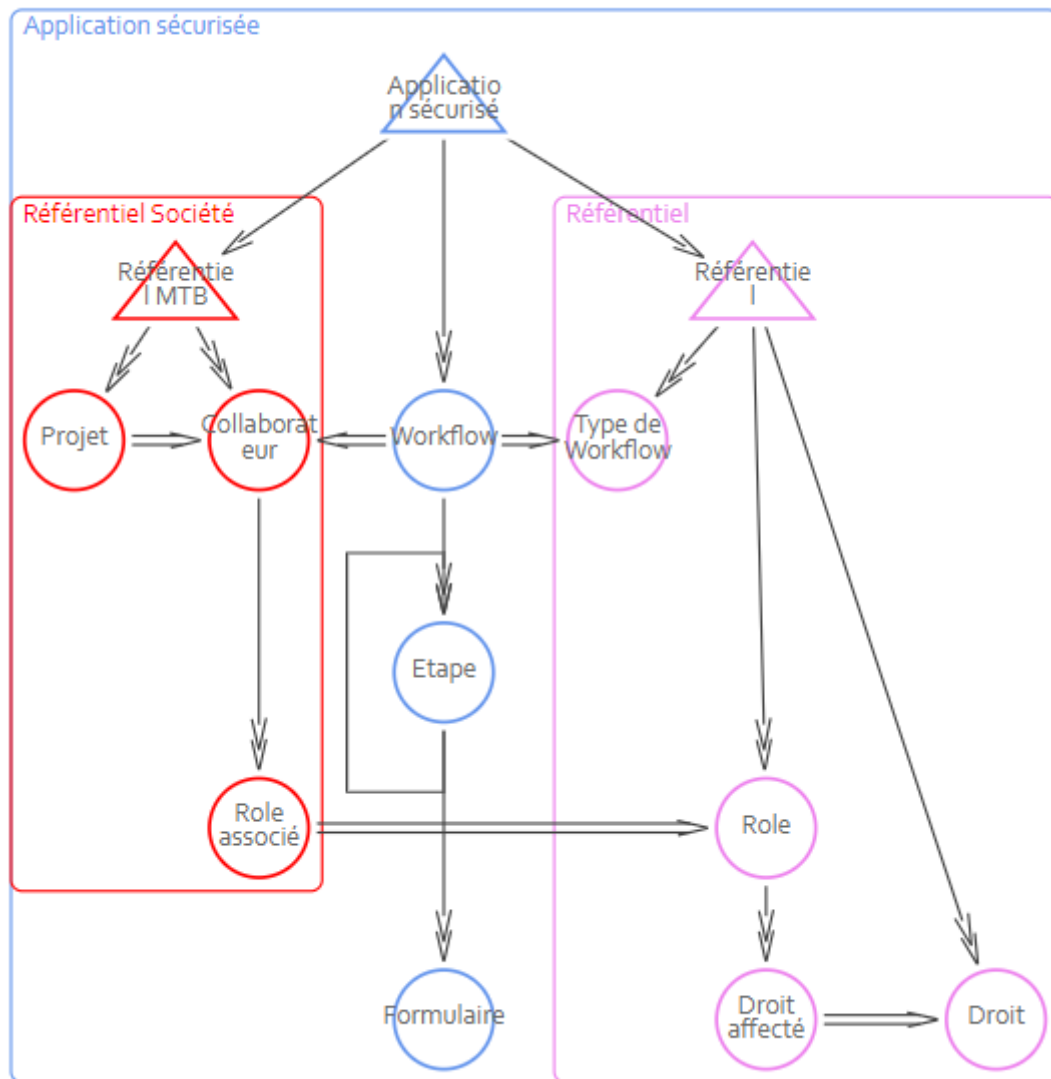 Application sécurisée
Applicatio
n sécurisé
Référentiel Société
Référentiel
Référentie
l MTB
Référentie
l
Projet
Collaborat
eur
Workflow
Type de
Workflow
Etape
Role
associé
Role
Formulaire
Droit
affecté
Droit